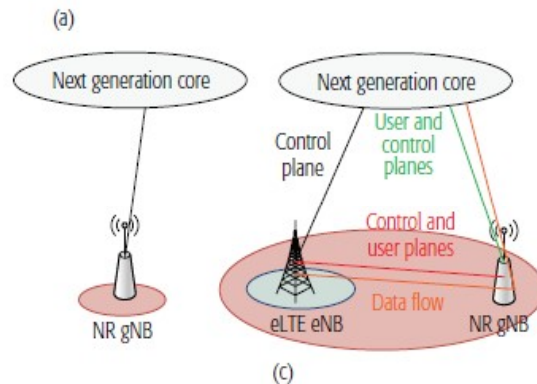 (a)
Next generation core
Next generation core
Control
plane
User and
control
planes
Control and
user planes
Data flow
NR gNB
eLTE eNB
NR gNB
(c)